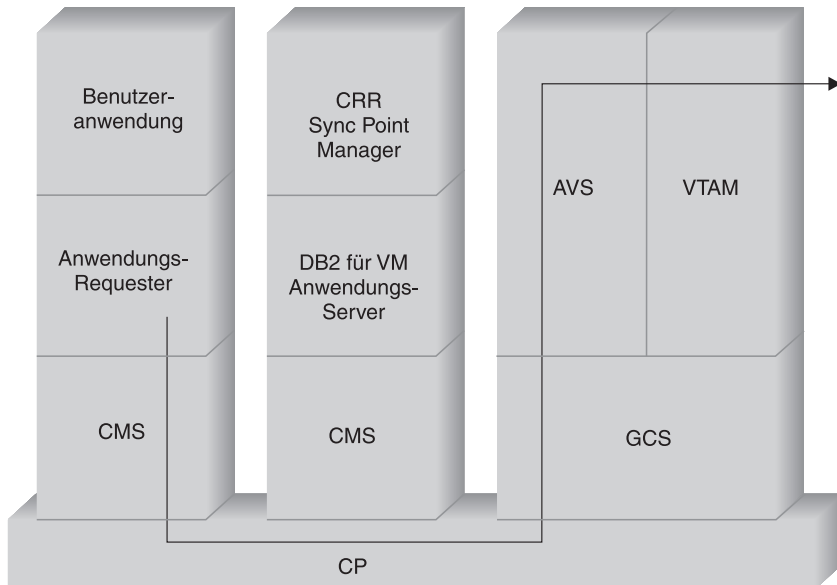 Benutzer-
anwendung
Anwendungs-
Requester
CMS
CRR
Sync Point
Manager
DB2 für VM
Anwendungs-
Server
CMS
AVS
VTAM
GCS
CP